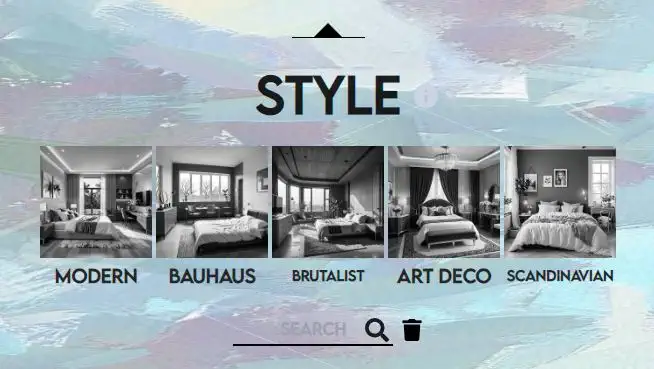 STYLE
MODERN
BAUHAUS
BRUTALIST
ART DECO
SCANDINAVIAN
SEARCH